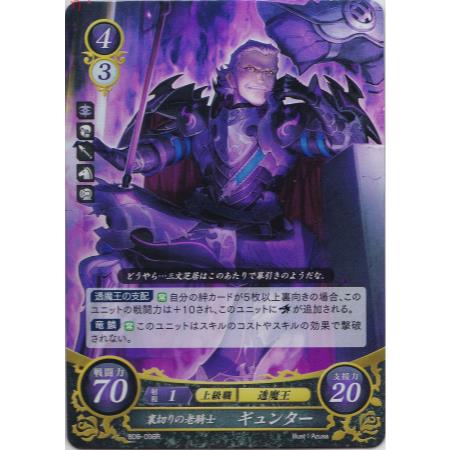 4
3
どうやら…三文芝居はこのあたりで幕引きのようだな。
透魔王の支配 常 自分の絆カードが5枚以上裏向きの場合、この
ユニットの戦闘力は+10され、このユニットに が追加される。
竜鱗 常 このユニットはスキルのコストやスキルの効果で撃破
されない。
戦闘力
70
射程 1
上級職
透魔王
支援力
20
裏切りの老騎士 ギュンター
Illust：Azusa